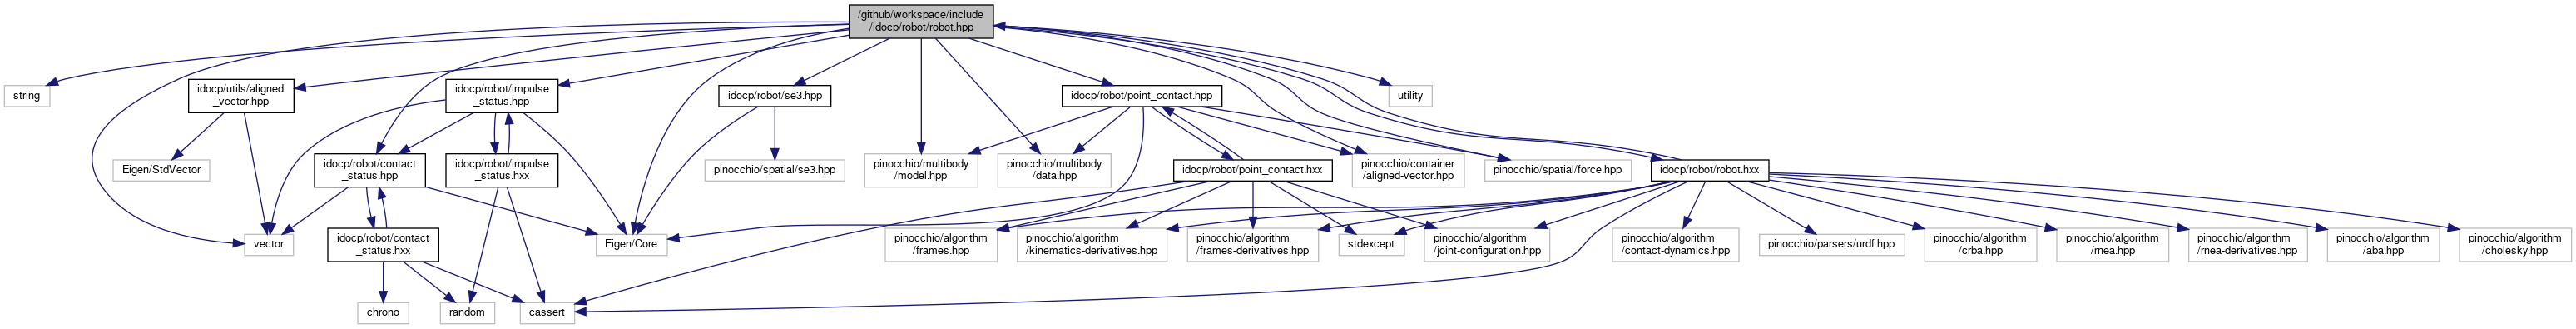 /github/workspace/include
/idocp/robot/robot.hpp
string
idocp/utils/aligned
_vector.hpp
idocp/robot/impulse
_status.hpp
idocp/robot/se3.hpp
idocp/robot/point_contact.hpp
utility
Eigen/StdVector
idocp/robot/contact
_status.hpp
idocp/robot/impulse
_status.hxx
pinocchio/spatial/se3.hpp
pinocchio/multibody
/model.hpp
pinocchio/multibody
/data.hpp
idocp/robot/point_contact.hxx
pinocchio/container
/aligned-vector.hpp
pinocchio/spatial/force.hpp
idocp/robot/robot.hxx
vector
idocp/robot/contact
_status.hxx
Eigen/Core
pinocchio/algorithm
/frames.hpp
pinocchio/algorithm
/kinematics-derivatives.hpp
pinocchio/algorithm
/frames-derivatives.hpp
stdexcept
pinocchio/algorithm
/joint-configuration.hpp
pinocchio/algorithm
/contact-dynamics.hpp
pinocchio/parsers/urdf.hpp
pinocchio/algorithm
/crba.hpp
pinocchio/algorithm
/rnea.hpp
pinocchio/algorithm
/rnea-derivatives.hpp
pinocchio/algorithm
/aba.hpp
pinocchio/algorithm
/cholesky.hpp
chrono
random
cassert